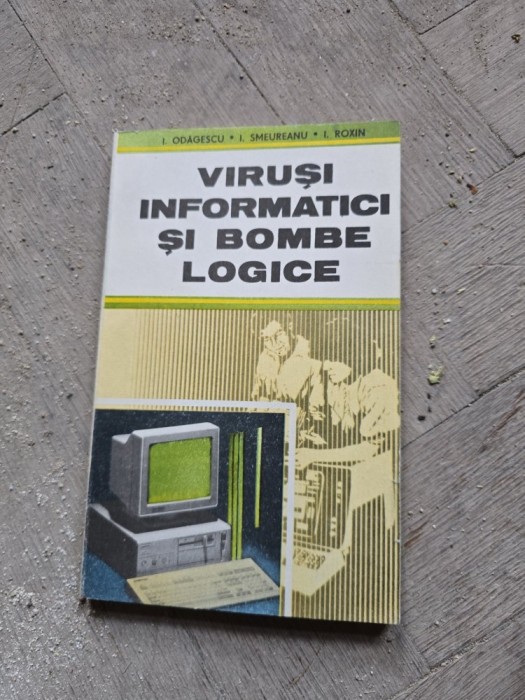 I. ODĂGESCU • I. SMEUREANU • I. ROXIN
VIRUȘI
INFORMATICI
ȘI BOMBE
LOGICE